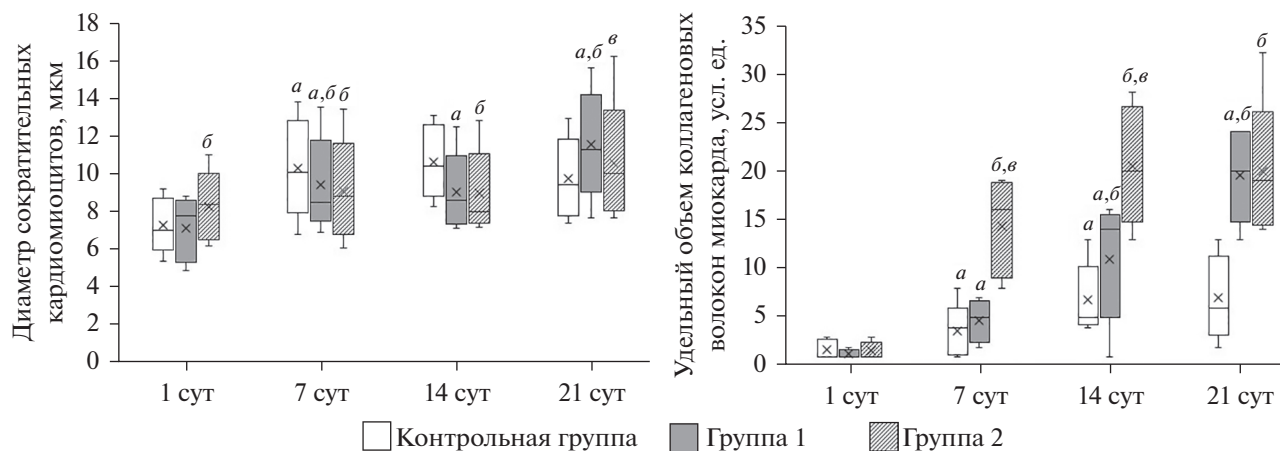 Диаметр сократительных
кардиомиоцитов, мкм
18
16
14
12
10
8
6
4
2
0
б
а
а,б
б
а
б
а,б
в
1 сут
7 сут
14 сут
21 сут
Удельный объем коллагеновых
волокон миокарда, усл. ед.
35
30
25
20
15
10
5
0
а
а
б,в
а
а,б
б,в
а,б
б
1 сут
7 сут
14 сут
21 сут
Контрольная группа
Группа 1
Группа 2